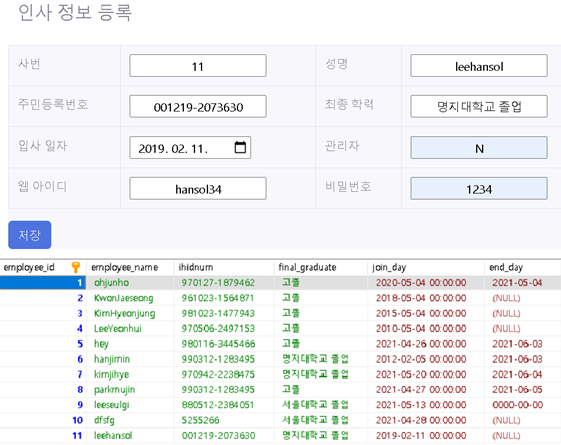 인사 정보 등록
사번 11 성명 leehansol
주민등록번호 001219-2073630 최종 학력 명지대학교 졸업
입사 일자 2019. 02. 11. 관리자 N
웹 아이디 hansol34 비밀번호 1234
저장
employee_id employee_name ihidnum final_graduate join_day end_day
1 ohjunho 970127-1879462 고졸 2020-05-04 00:00:00 2021-05-04
2 KwonJaeseong 961023-1564871 고졸 2018-05-04 00:00:00 (NULL)
3 KimHyeonjung 981023-1477943 고졸 2015-05-04 00:00:00 (NULL)
4 LeeYeonhui 970506-2497153 고졸 2010-05-04 00:00:00 (NULL)
5 hey 980116-3445466 고졸 2021-04-26 00:00:00 2021-06-03
6 hanjimin 990312-1283495 명지대학교 졸업 2012-02-05 00:00:00 2021-06-03
7 kimjihye 970942-2238475 명지대학교 졸업 2021-05-20 00:00:00 2021-06-04
8 parkmujin 990312-1283495 고졸 2021-04-27 00:00:00 2021-06-05
9 leeseulgi 880512-2384051 서울대학교 졸업 2021-05-13 00:00:00 0000-00-00
10 dfsfg 5255266 서울대학교 졸업 2021-04-28 00:00:00 (NULL)
11 leehansol 001219-2073630 명지대학교 졸업 2019-02-11 00:00:00 (NULL)